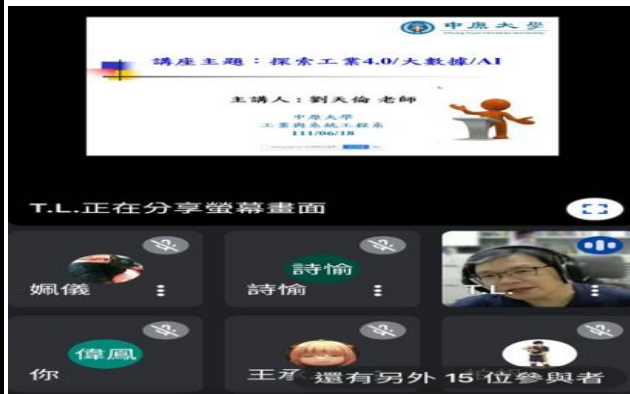 中原大學
講座主題：探索工業4.0/大數據/AI
主講人：劉天倫 老師
中原大學
工業與系統工程系
111/06/18
T.L.正在分享螢幕畫面
姵儀
詩愉
詩愉
T.L.
偉鳳
你
王承
還有另外 15 位參與者